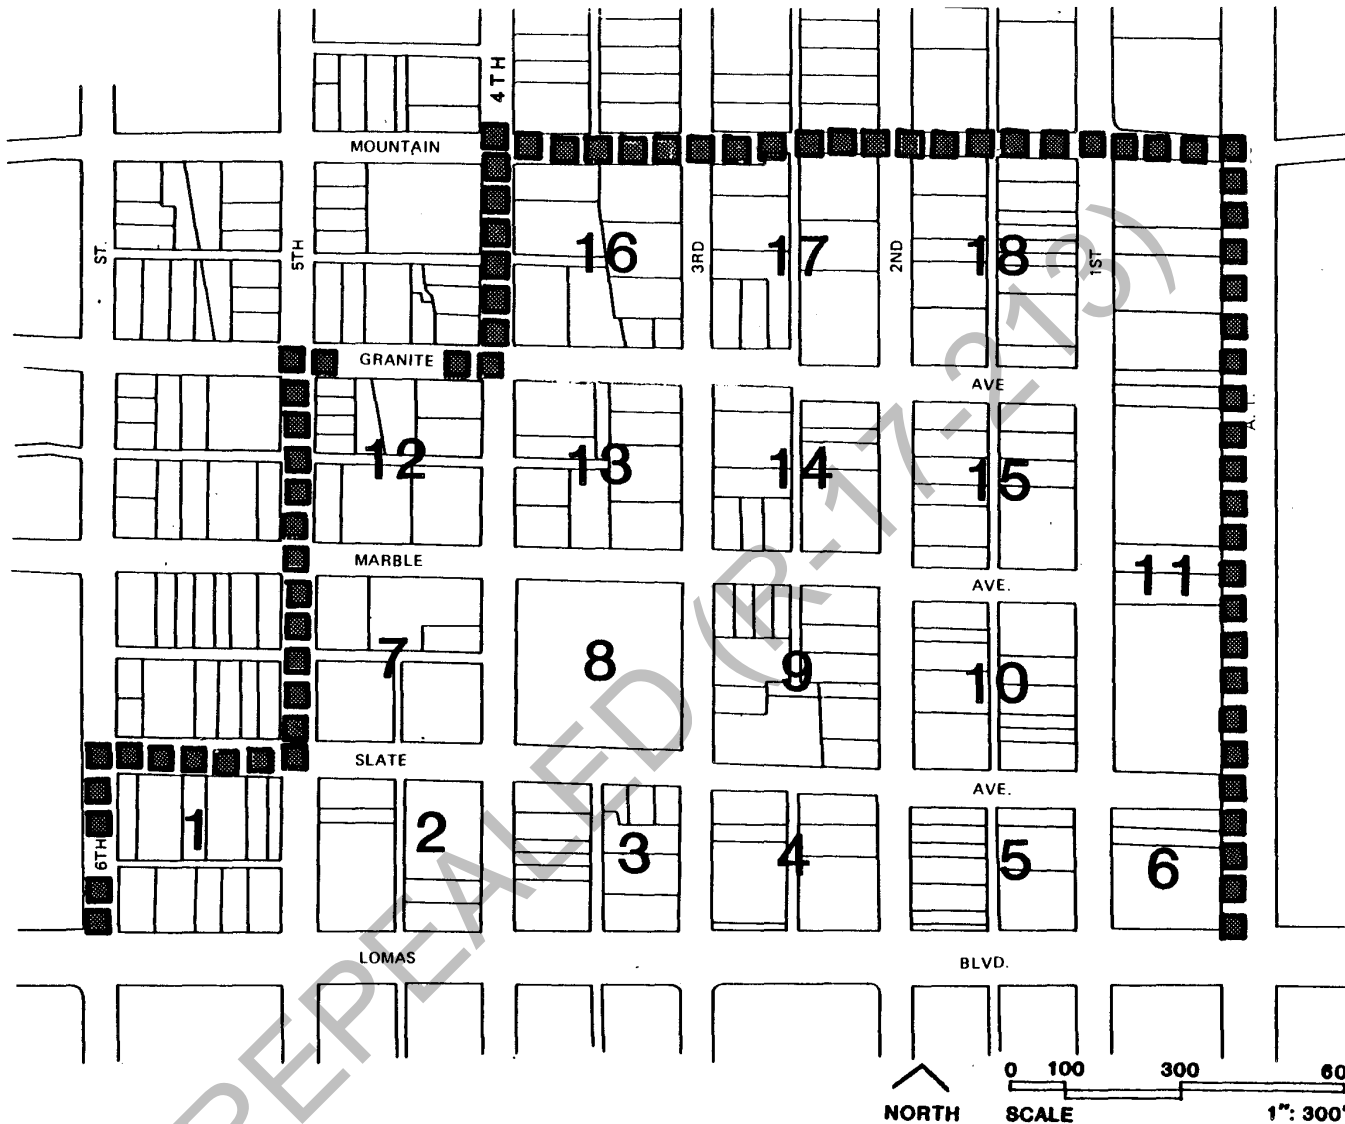 4TH
MOUNTAIN
ST.
5TH
16
3RD
17
2ND
18
1ST
GRANITE
AVE
12
13
14
15
MARBLE
AVE.
11
7
8
9
10
SLATE
AVE.
1
6TH
2
3
4
5
6
LOMAS
BLVD.
REPEALED (R-17-213)
NORTH
0 100 300 60
SCALE 1": 300'